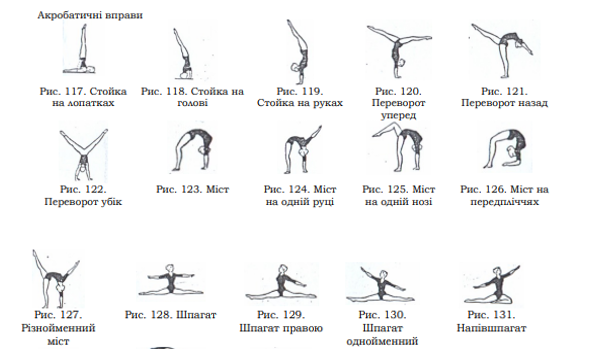 Акробатичні вправи
Рис. 117. Стойка
на лопатках
Рис. 118. Стойка на
голові
Рис. 119.
Стойка на руках
Рис. 120.
Переворот
уперед
Рис. 121.
Переворот назад
Рис. 122.
Переворот убік
Рис. 123. Міст
Рис. 124. Міст
на одній руці
Рис. 125. Міст
на одній нозі
Рис. 126. Міст на
передпліччях
Рис. 127.
Різнойменний
міст
Рис. 128. Шпагат
Рис. 129.
Шпагат правою
Рис. 130.
Шпагат
однойменний
Рис. 131.
Напівшпагат